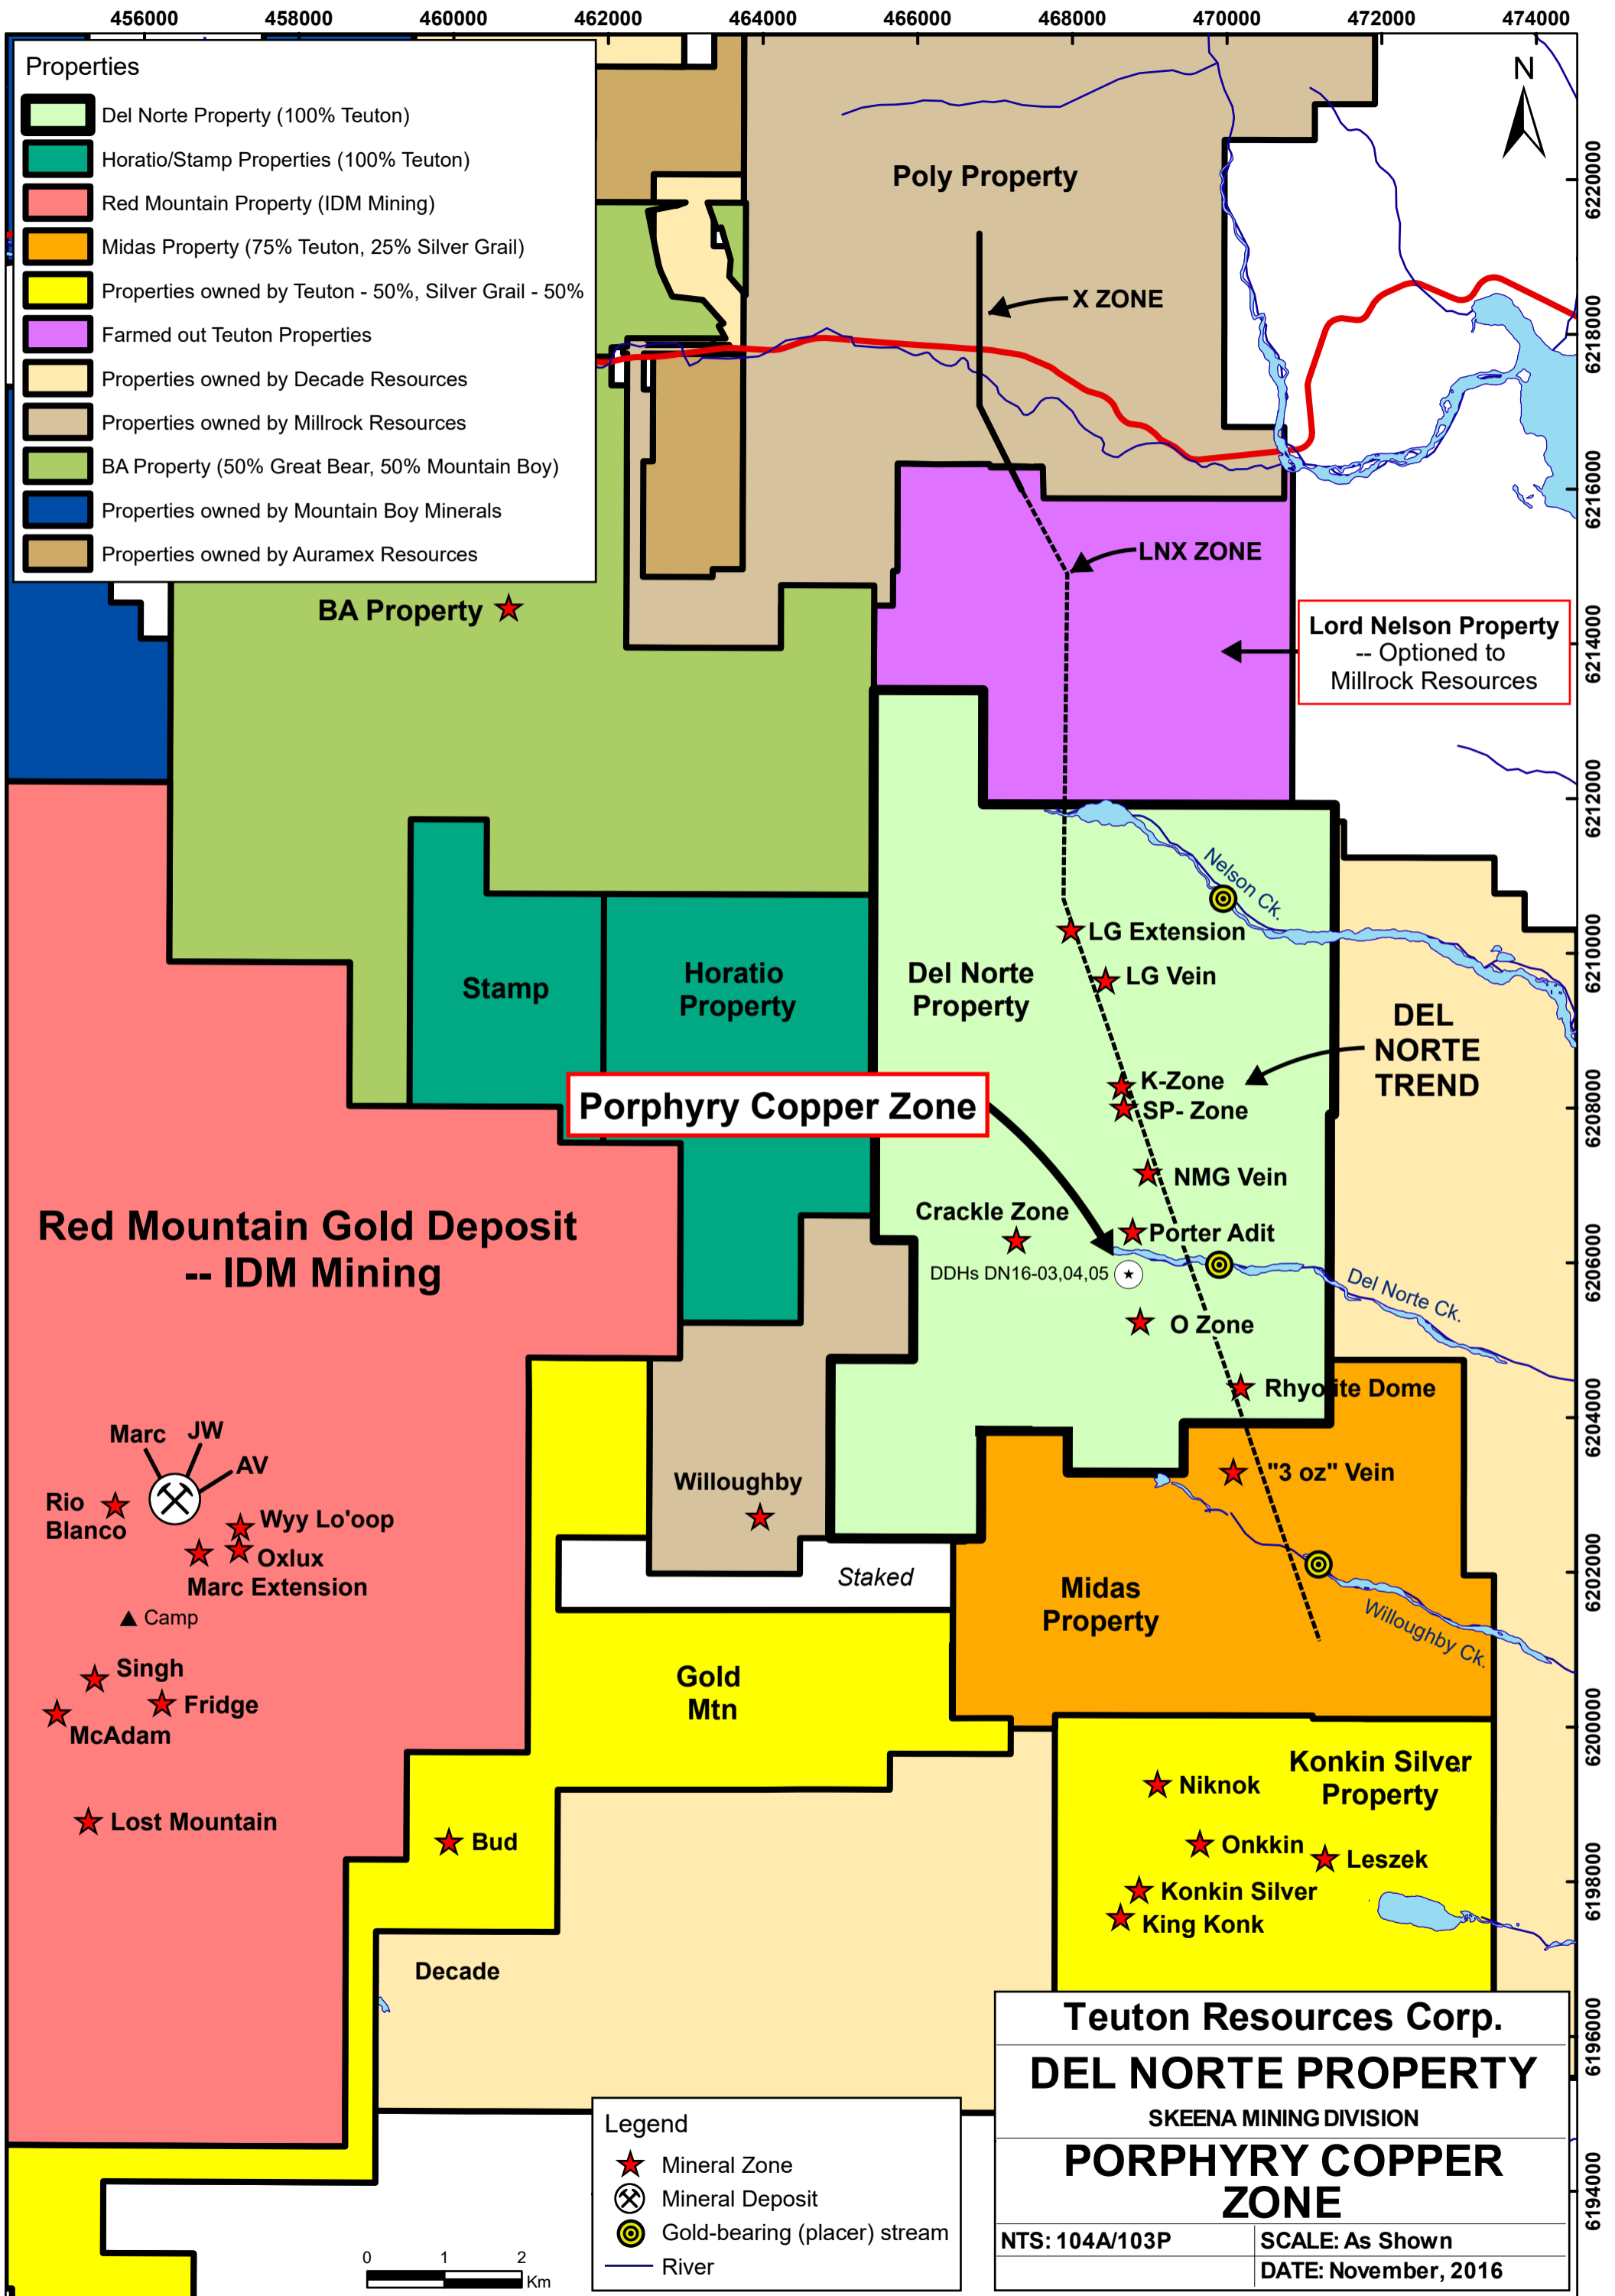 456000 458000 460000 462000 464000 466000 468000 470000 472000 474000
Properties
Del Norte Property (100% Teuton)
Horatio/Stamp Properties (100% Teuton)
Red Mountain Property (IDM Mining)
Midas Property (75% Teuton, 25% Silver Grail)
Properties owned by Teuton - 50%, Silver Grail - 50%
Farmed out Teuton Properties
Properties owned by Decade Resources
Properties owned by Millrock Resources
BA Property (50% Great Bear, 50% Mountain Boy)
Properties owned by Mountain Boy Minerals
Properties owned by Auramex Resources
N
6220000
6218000
6216000
6214000
6212000
6210000
6208000
6206000
6204000
6202000
6200000
6198000
6196000
6194000
Poly Property
X ZONE
LNX ZONE
BA Property
Lord Nelson Property
-- Optioned to
Millrock Resources
Nelson Ck.
LG Extension
LG Vein
Stamp
Horatio
Property
Del Norte
Property
DEL
NORTE
TREND
K-Zone
SP- Zone
Porphyry Copper Zone
NMG Vein
Crackle Zone
Porter Adit
DDHs DN16-03,04,05
Del Norte Ck.
O Zone
Rhyolite Dome
Red Mountain Gold Deposit
-- IDM Mining
Marc
JW
AV
Rio
Blanco
Wyy Lo'oop
Oxlux
Marc Extension
Camp
Singh
Fridge
McAdam
Lost Mountain
Willoughby
"3 oz" Vein
Staked
Midas
Property
Willoughby Ck.
Gold
Mtn
Bud
Konkin Silver
Property
Niknok
Onkkin
Leszek
Konkin Silver
King Konk
Decade
Legend
Mineral Zone
Mineral Deposit
Gold-bearing (placer) stream
River
0 1 2
Km
Teuton Resources Corp.
DEL NORTE PROPERTY
SKEENA MINING DIVISION
PORPHYRY COPPER
ZONE
NTS: 104A/103P
SCALE: As Shown
DATE: November, 2016